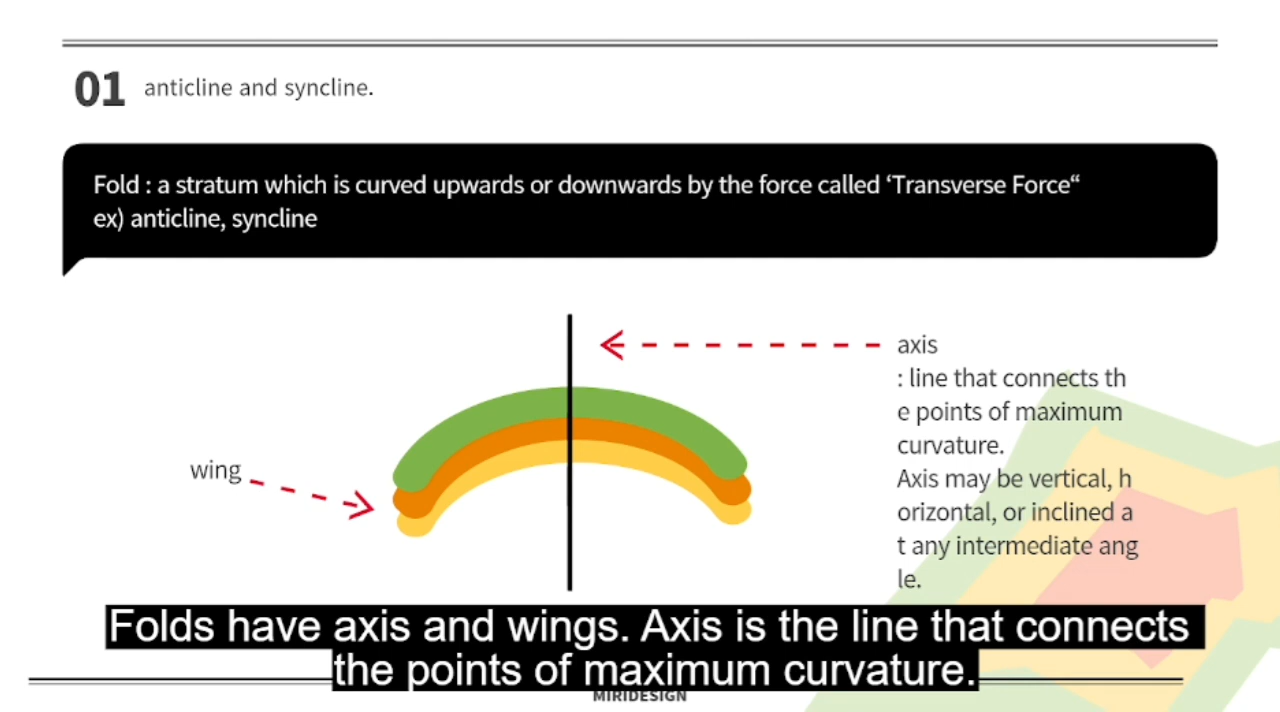 01 anticline and syncline.
Fold : a stratum which is curved upwards or downwards by the force called ‘Transverse Force“
ex) anticline, syncline
axis
: line that connects th
e points of maximum
curvature.
Axis may be vertical, h
orizontal, or inclined a
t any intermediate ang
le.
wing
Folds have axis and wings. Axis is the line that connects
the points of maximum curvature.
MIRIDESIGN